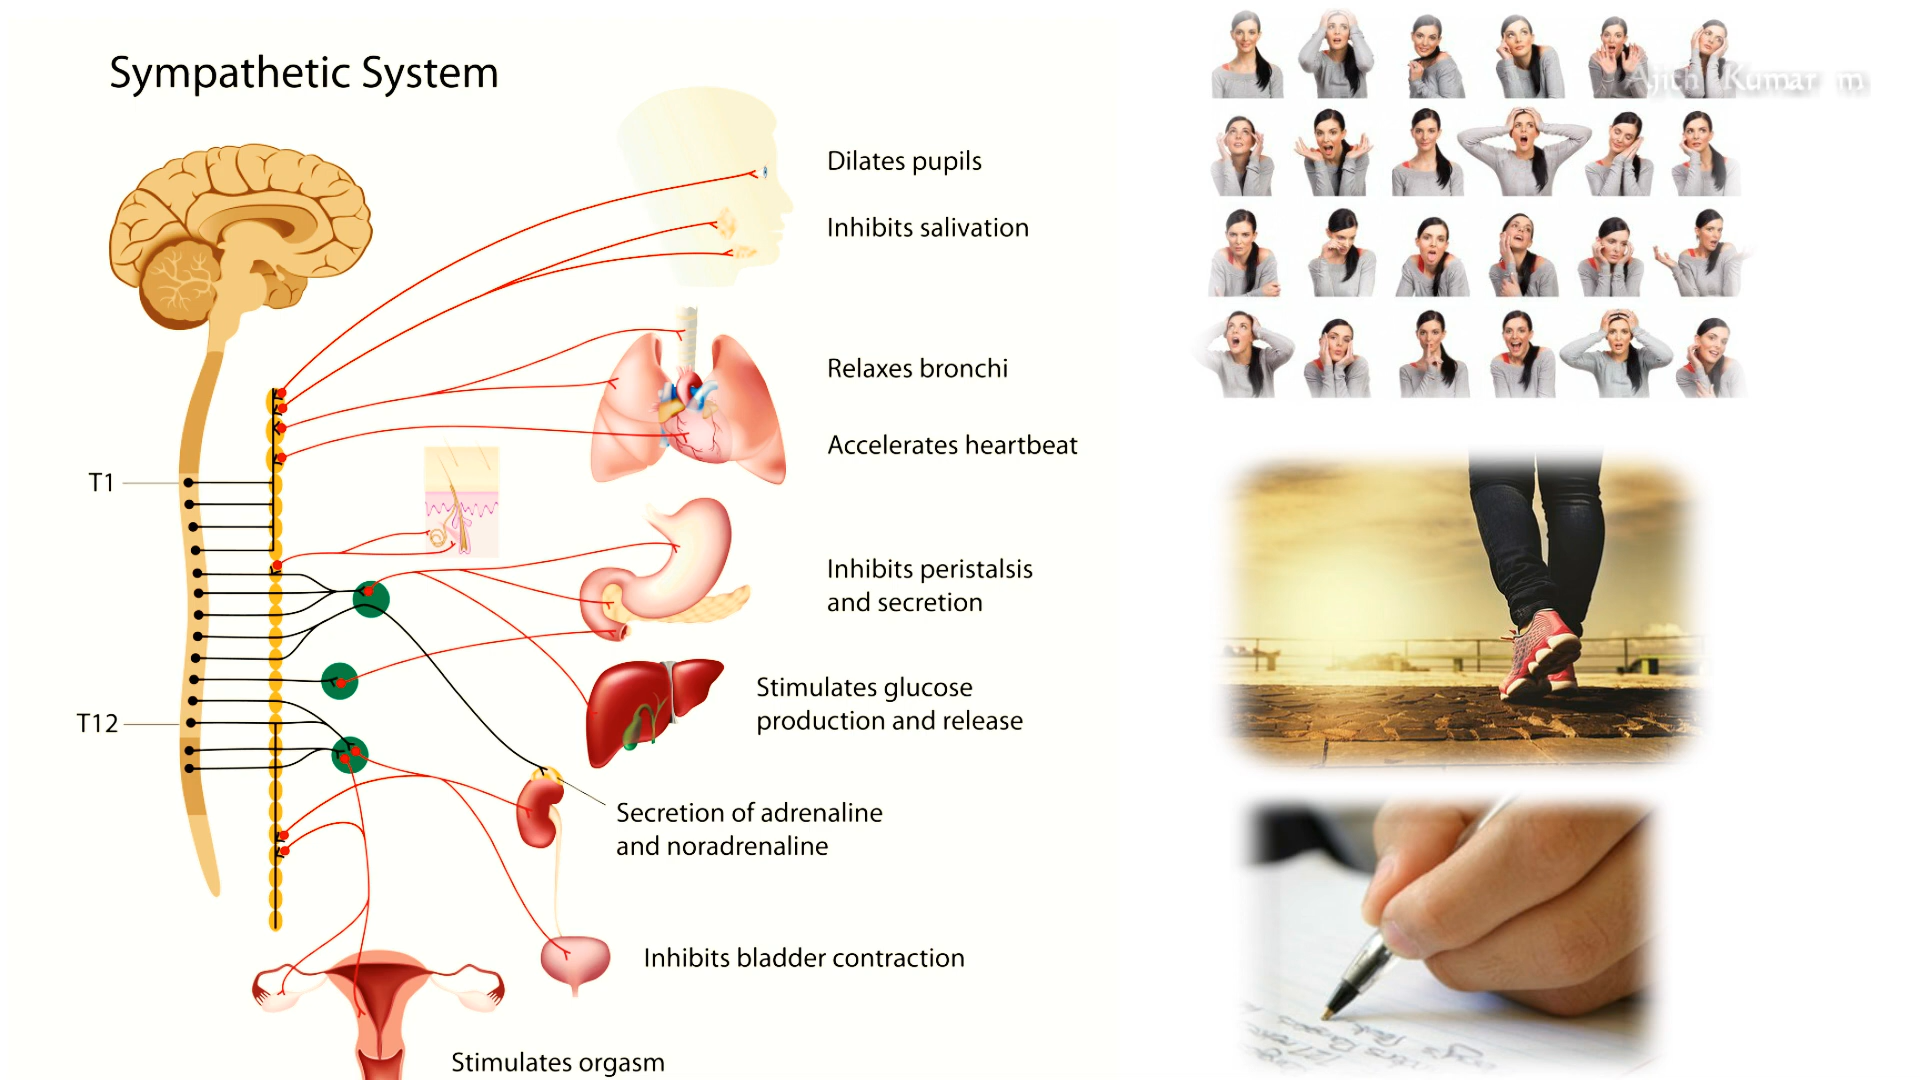 Sympathetic System
Dilates pupils
Inhibits salivation
Relaxes bronchi
Accelerates heartbeat
T1
Inhibits peristalsis
and secretion
Stimulates glucose
production and release
T12
Secretion of adrenaline
and noradrenaline
Inhibits bladder contraction
Stimulates orgasm
Ajith Kumar m